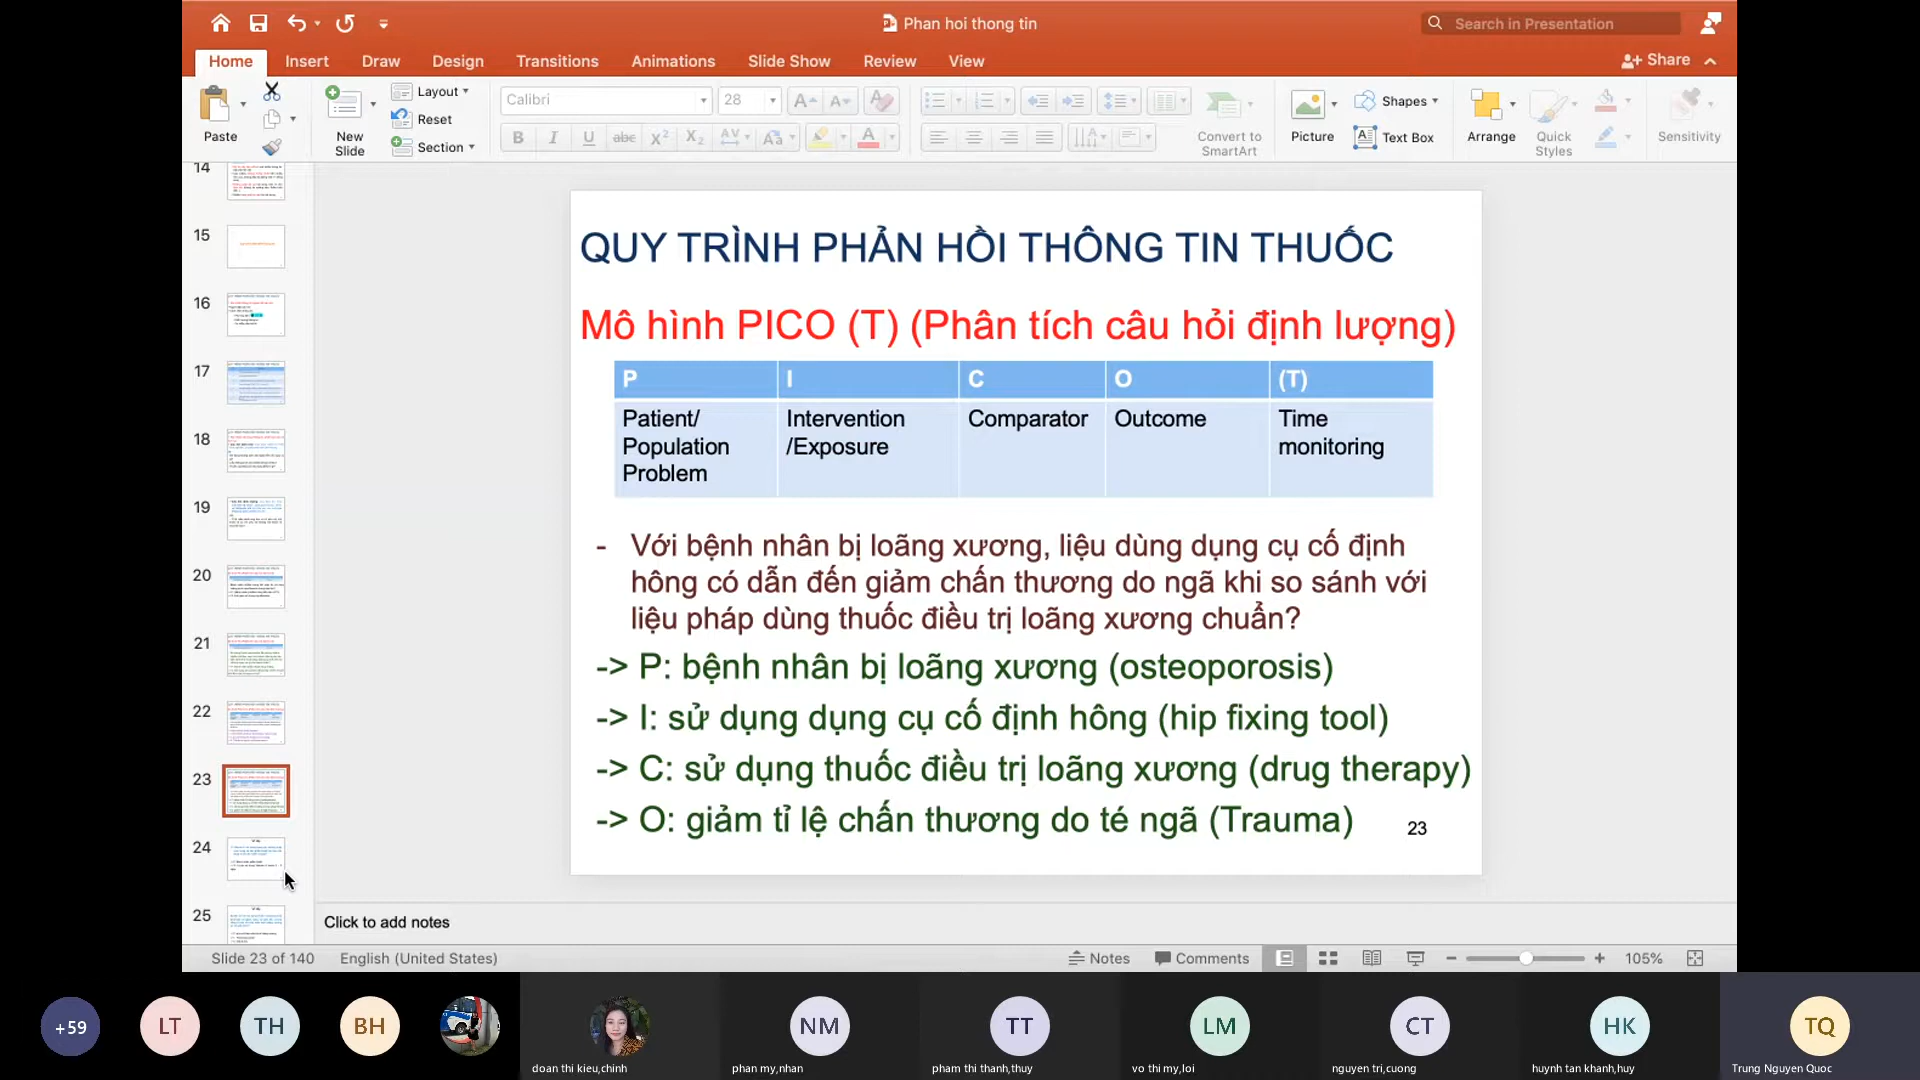 Phan hoi thong tin
Search in Presentation
Home Insert Draw Design Transitions Animations Slide Show Review View
Share
Paste
New
Slide
Layout
Reset
Section
Calibri
28
Convert to
SmartArt
Picture
Shapes
Text Box
Arrange
Quick
Styles
Sensitivity
14
15
16
17
18
19
20
21
22
23
24
25
QUY TRÌNH PHẢN HỒI THÔNG TIN THUỐC
Mô hình PICO (T) (Phân tích câu hỏi định lượng)
P I C O (T)
Patient/ Intervention Comparator Outcome Time
Population /Exposure monitoring
Problem
- Với bệnh nhân bị loãng xương, liệu dùng dụng cụ cố định
hông có dẫn đến giảm chấn thương do ngã khi so sánh với
liệu pháp dùng thuốc điều trị loãng xương chuẩn?
-> P: bệnh nhân bị loãng xương (osteoporosis)
-> I: sử dụng dụng cụ cố định hông (hip fixing tool)
-> C: sử dụng thuốc điều trị loãng xương (drug therapy)
-> O: giảm tỉ lệ chấn thương do té ngã (Trauma)
23
Click to add notes
Slide 23 of 140 English (United States)
Notes Comments
105%
+59 LT TH BH NM TT LM CT HK TQ
doan thi kieu,chinh phan my,nhan pham thi thanh,thuy vo thi my,loi nguyen tri,cuong huynh tan khanh,huy Trung Nguyen Quoc